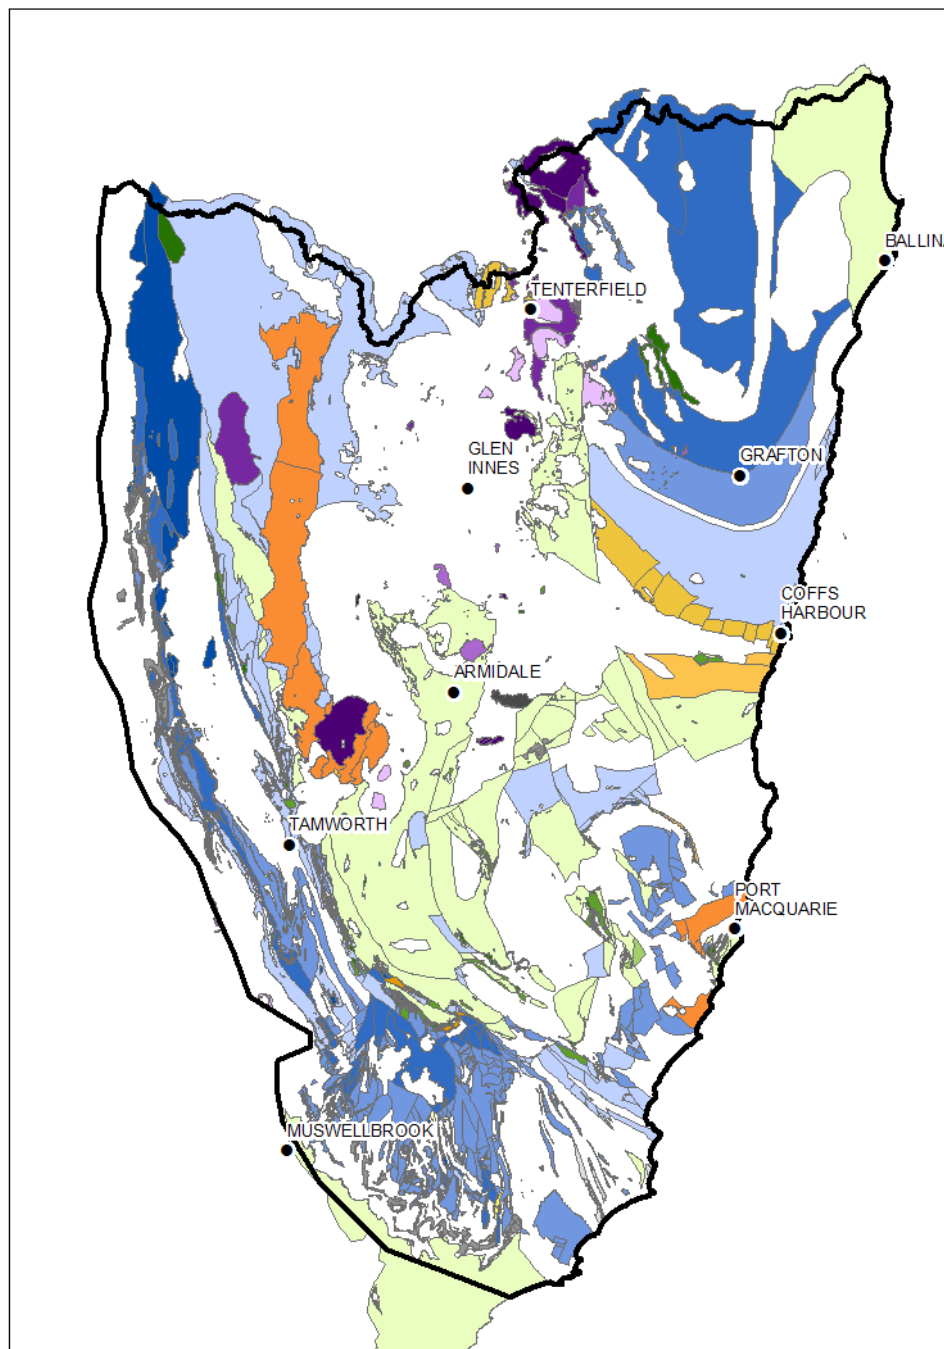 BALLINA
TENTERFIELD
GLEN
INNES
GRAFTON
COFFS
HARBOUR
ARMIDALE
TAMWORTH
PORT
MACQUARIE
MUSWELLBROOK